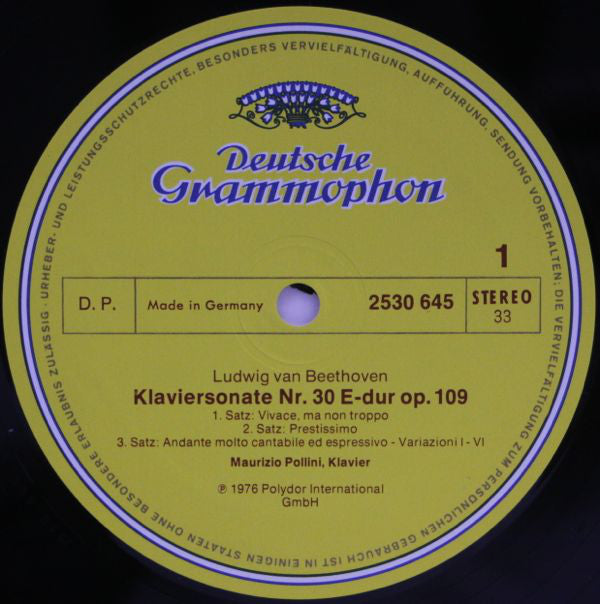 Deutsche
Grammophon
1
D. P.
Made in Germany
2530 645
STEREO
33
Ludwig van Beethoven
Klaviersonate Nr. 30 E-dur op. 109
1. Satz: Vivace, ma non troppo
2. Satz: Prestissimo
3. Satz: Andante molto cantabile ed espressivo - Variazioni I - VI
Maurizio Pollini, Klavier
℗ 1976 Polydor International
GmbH
URHEBER- UND LEISTUNGSSCHUTZRECHTE, BESONDERS VERVIELFÄLTIGUNG, AUFFÜHRUNG, SENDUNG VORBEHALTEN; DIE VERVIELFÄLTIGUNG ZUM PERSÖNLICHEN GEBRAUCH IST IN EINIGEN STAATEN OHNE BESONDERE ERLAUBNIS ZULÄSSIG -